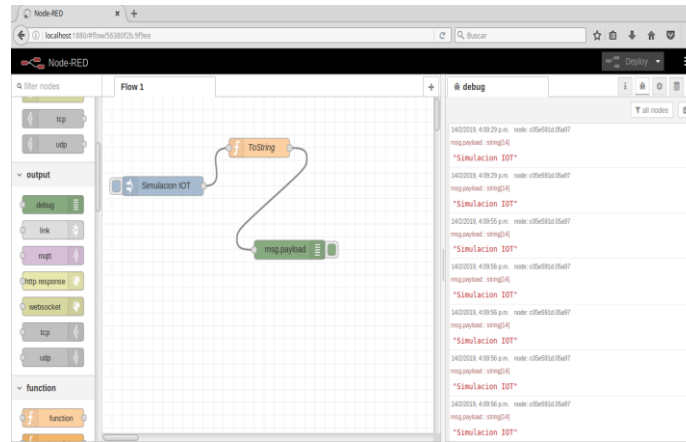 Node-RED
localhost:1880/#flow/56380f2b.9f9ee
Buscar
Node-RED
Deploy
filter nodes
Flow 1
debug
i
all nodes
tcp
udp
output
debug
link
mqtt
http response
websocket
tcp
udp
function
function
Simulacion IOT
ToString
msg.payload
14/2/2019, 4:09:29 p.m. node: c05e591d.05a97
msg.payload : string[14]
"Simulacion IOT"
14/2/2019, 4:09:29 p.m. node: c05e591d.05a97
msg.payload : string[14]
"Simulacion IOT"
14/2/2019, 4:09:55 p.m. node: c05e591d.05a97
msg.payload : string[14]
"Simulacion IOT"
14/2/2019, 4:09:56 p.m. node: c05e591d.05a97
msg.payload : string[14]
"Simulacion IOT"
14/2/2019, 4:09:56 p.m. node: c05e591d.05a97
msg.payload : string[14]
"Simulacion IOT"
14/2/2019, 4:09:56 p.m. node: c05e591d.05a97
msg.payload : string[14]
"Simulacion IOT"
14/2/2019, 4:09:56 p.m. node: c05e591d.05a97
msg.payload : string[14]
"Simulacion IOT"